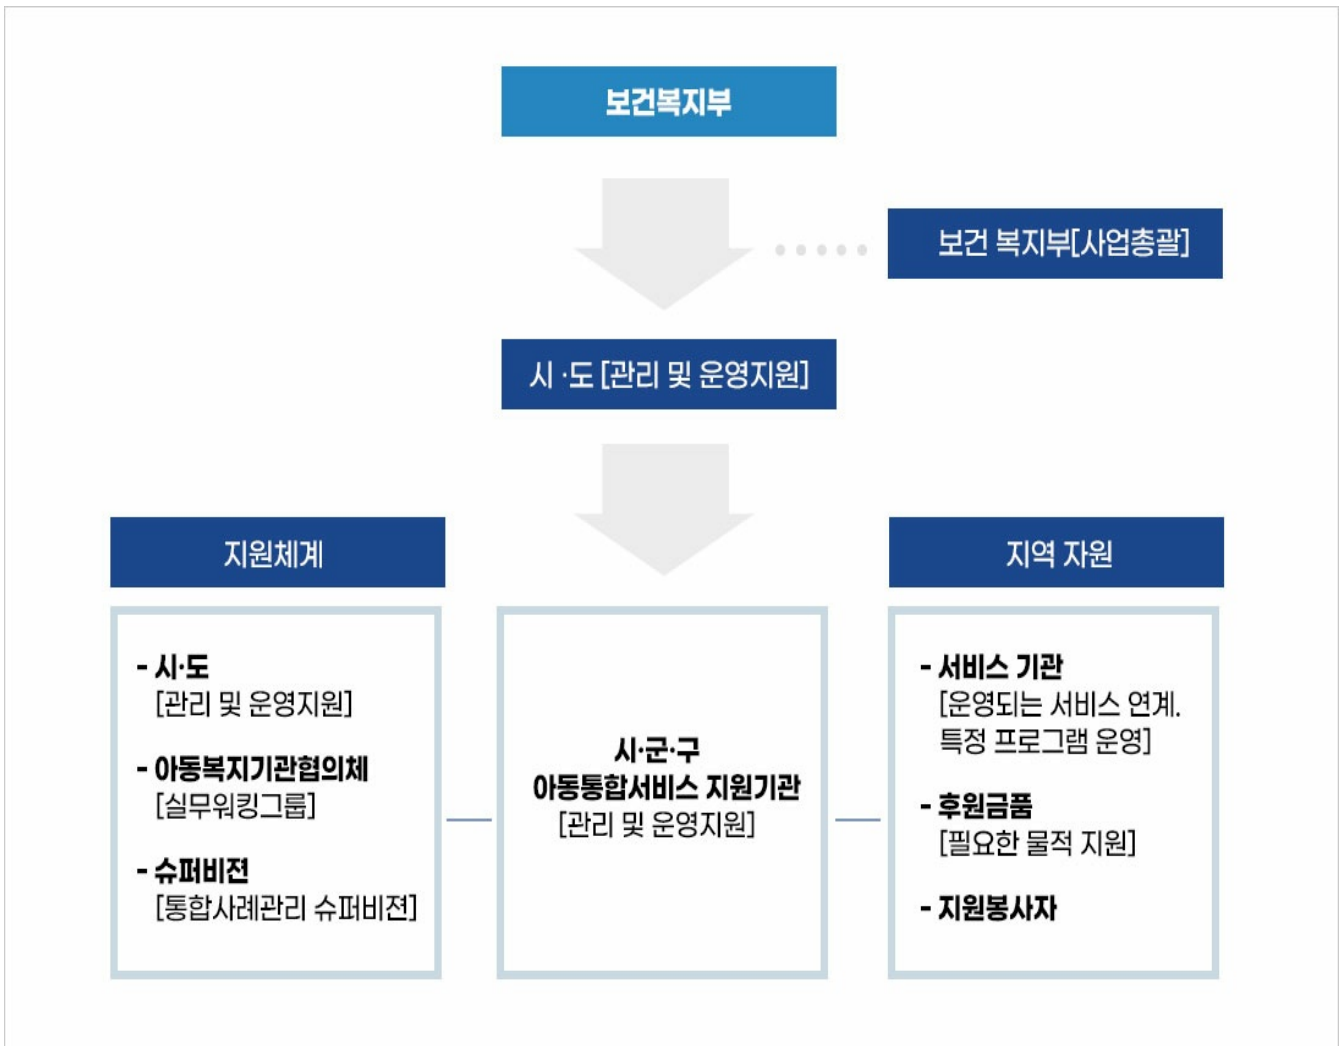 보건복지부
보건 복지부[사업총괄]
시 ·도 [관리 및 운영지원]
지원체계
- 시·도
[관리 및 운영지원]
- 아동복지기관협의체
[실무워킹그룹]
- 슈퍼비젼
[통합사례관리 슈퍼비젼]
시·군·구
아동통합서비스 지원기관
[관리 및 운영지원]
지역 자원
- 서비스 기관
[운영되는 서비스 연계.
특정 프로그램 운영]
- 후원금품
[필요한 물적 지원]
- 지원봉사자